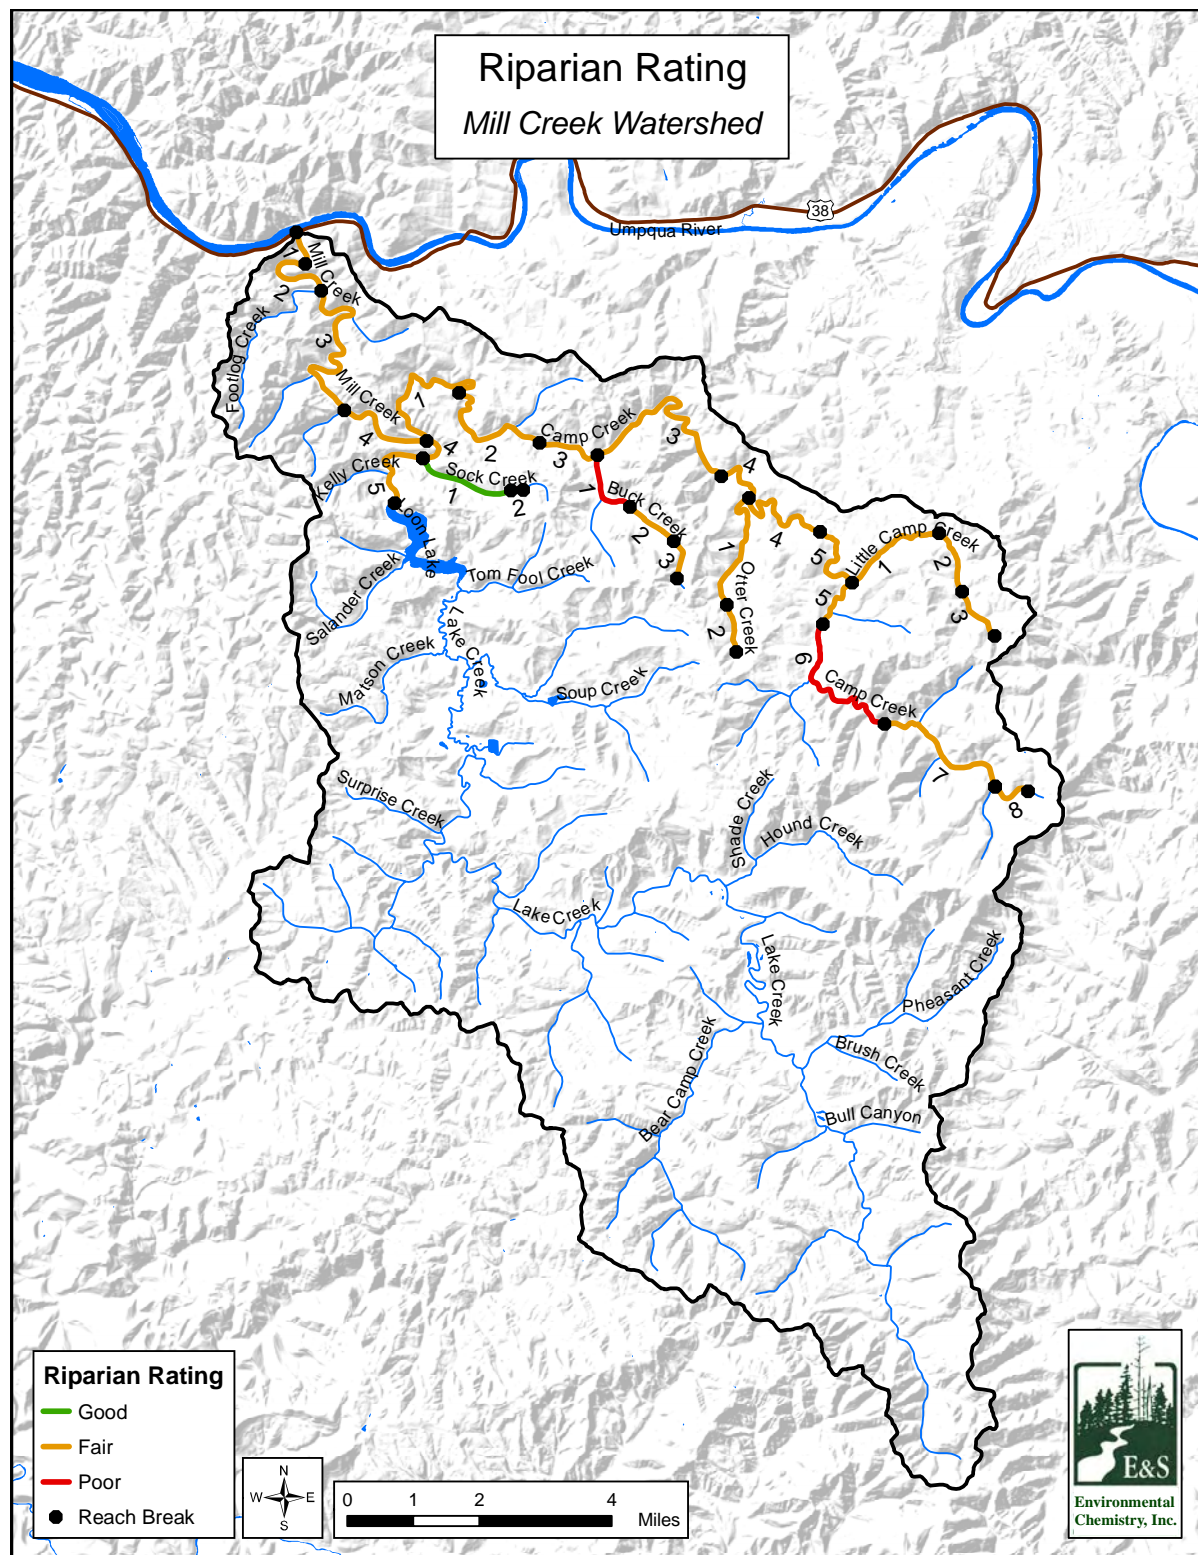 Riparian Rating
Mill Creek Watershed
38
Umpqua River
1
Mill Creek
2
Footlog Creek
3
Mill Creek
4
1
4
2
Camp Creek
3
3
4
Kelly Creek
5
Sock Creek
1
2
1
Buck Creek
2
3
4
1
5
Little Camp Creek
1
2
3
Loon Lake
Salander Creek
Tom Fool Creek
Otter Creek
2
5
6
Camp Creek
7
8
Lake Creek
Matson Creek
Soup Creek
Surprise Creek
Shade Creek
Hound Creek
Lake Creek
Lake Creek
Pheasant Creek
Brush Creek
Bear Camp Creek
Bull Canyon
Riparian Rating
Good
Fair
Poor
Reach Break
N
W E
S
0 1 2 4
Miles
E&S
Environmental
Chemistry, Inc.